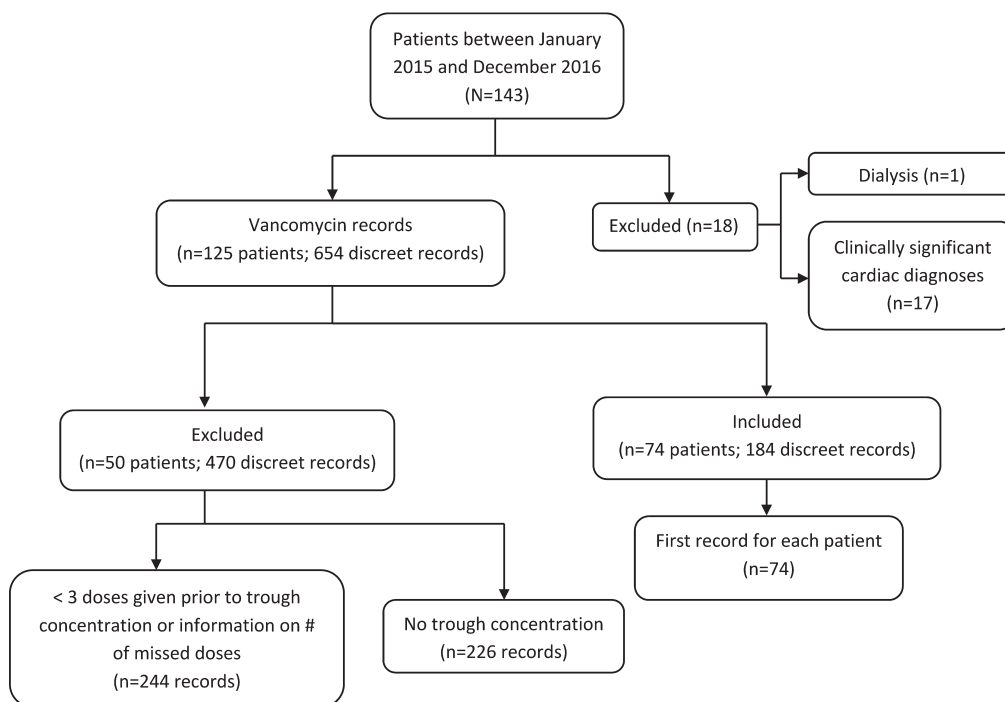 Patients between January
2015 and December 2016
(N=143)
Dialysis (n=1)
Vancomycin records
(n=125 patients; 654 discreet records)
Excluded (n=18)
Clinically significant
cardiac diagnoses
(n=17)
Excluded
(n=50 patients; 470 discreet records)
Included
(n=74 patients; 184 discreet records)
First record for each patient
(n=74)
< 3 doses given prior to trough
concentration or information on #
of missed doses
(n=244 records)
No trough concentration
(n=226 records)